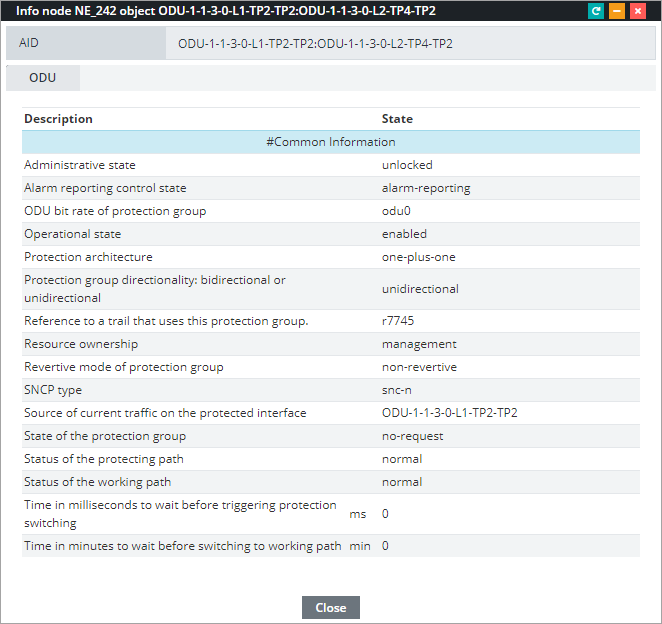 Info node NE_242 object ODU-1-1-3-0-L1-TP2-TP2:ODU-1-1-3-0-L2-TP4-TP2
AID ODU-1-1-3-0-L1-TP2-TP2:ODU-1-1-3-0-L2-TP4-TP2
ODU
Description State
#Common Information
Administrative state unlocked
Alarm reporting control state alarm-reporting
ODU bit rate of protection group odu0
Operational state enabled
Protection architecture one-plus-one
Protection group directionality: bidirectional or
unidirectional unidirectional
Reference to a trail that uses this protection group. r7745
Resource ownership management
Revertive mode of protection group non-revertive
SNCP type snc-n
Source of current traffic on the protected interface ODU-1-1-3-0-L1-TP2-TP2
State of the protection group no-request
Status of the protecting path normal
Status of the working path normal
Time in milliseconds to wait before triggering protection
switching ms 0
Time in minutes to wait before switching to working path min 0
Close